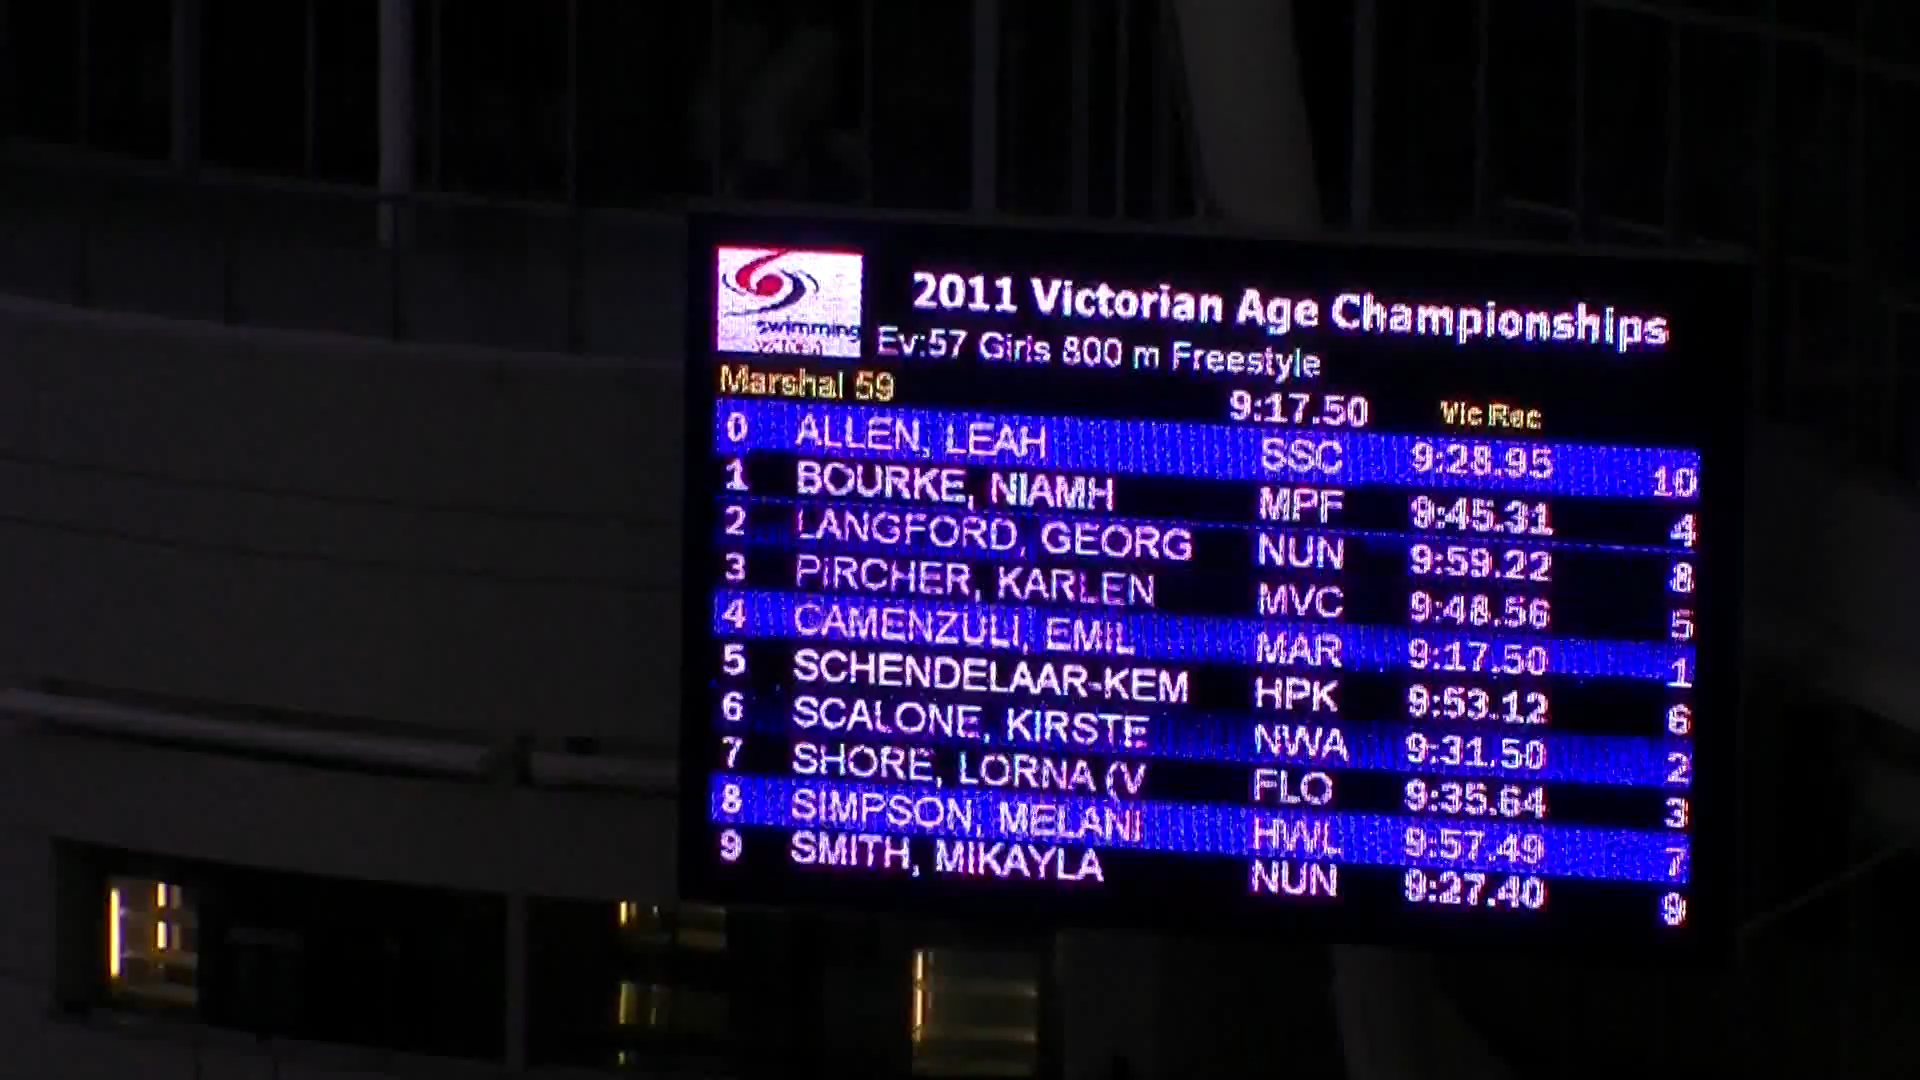 swimming
2011 Victorian Age Championships
Ev:57 Girls 800 m Freestyle
Marshal 59 9:17.50 Vic Rec
0 ALLEN, LEAH SSC 9:28.95 10
1 BOURKE, NIAMH MPF 9:45.31 4
2 LANGFORD, GEORG NUN 9:59.22 8
3 PIRCHER, KARLEN MVC 9:48.56 5
4 CAMENZULI, EMIL MAR 9:17.50 1
5 SCHENDELAAR-KEM HPK 9:53.12 6
6 SCALONE, KIRSTE NWA 9:31.50 2
7 SHORE, LORNA (V FLO 9:35.64 3
8 SIMPSON, MELANI HWL 9:57.49 7
9 SMITH, MIKAYLA NUN 9:27.40 9